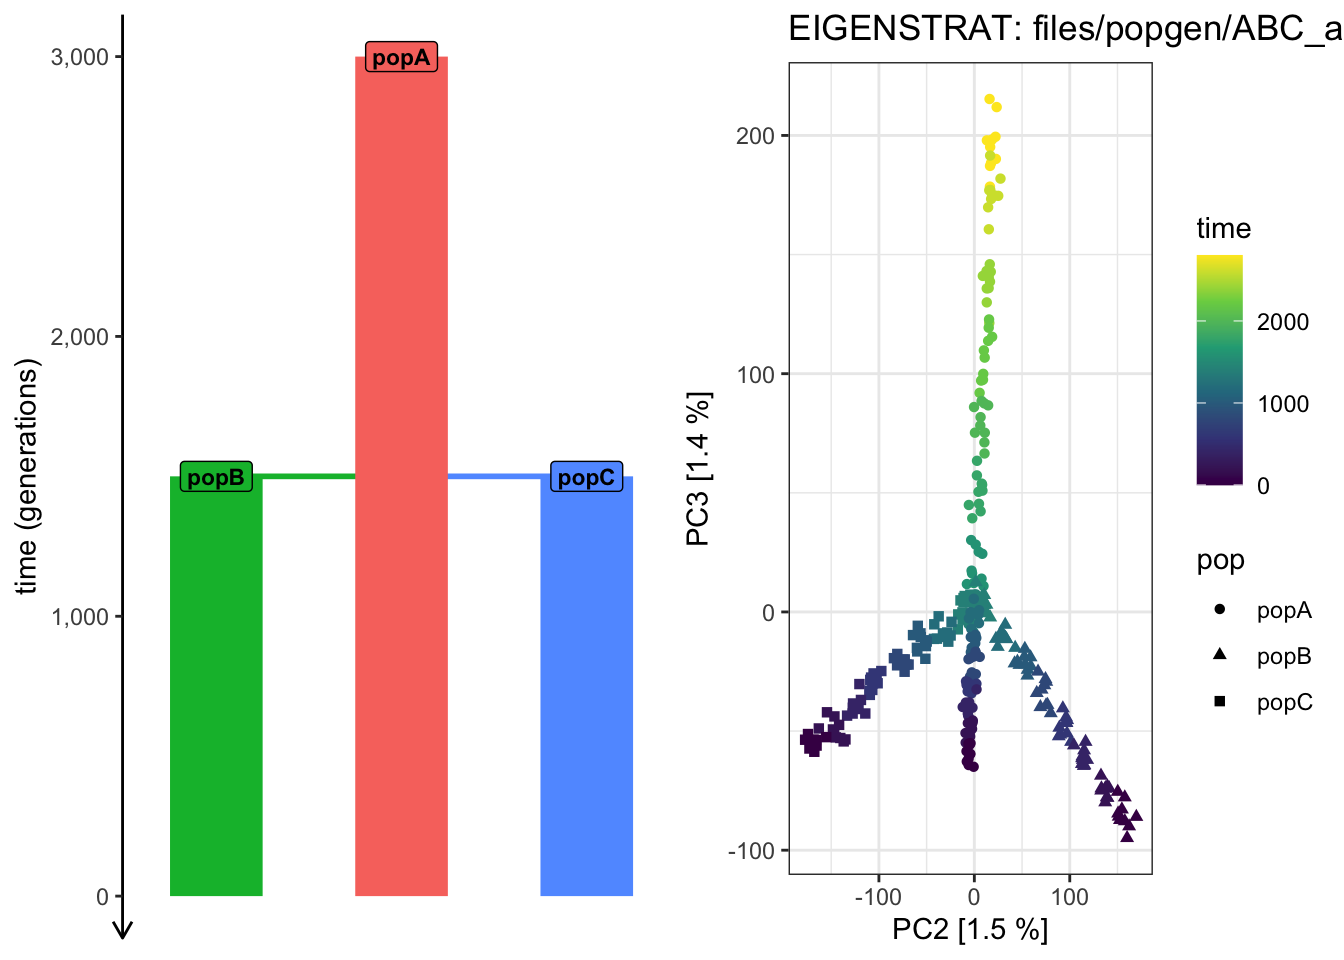 time (generations)
3,000
2,000
1,000
0
popA
popB
popC
EIGENSTRAT: files/popgen/ABC_a
PC3 [1.4 %]
200
100
0
-100
-100
0
100
PC2 [1.5 %]
time
2000
1000
0
pop
popA
popB
popC